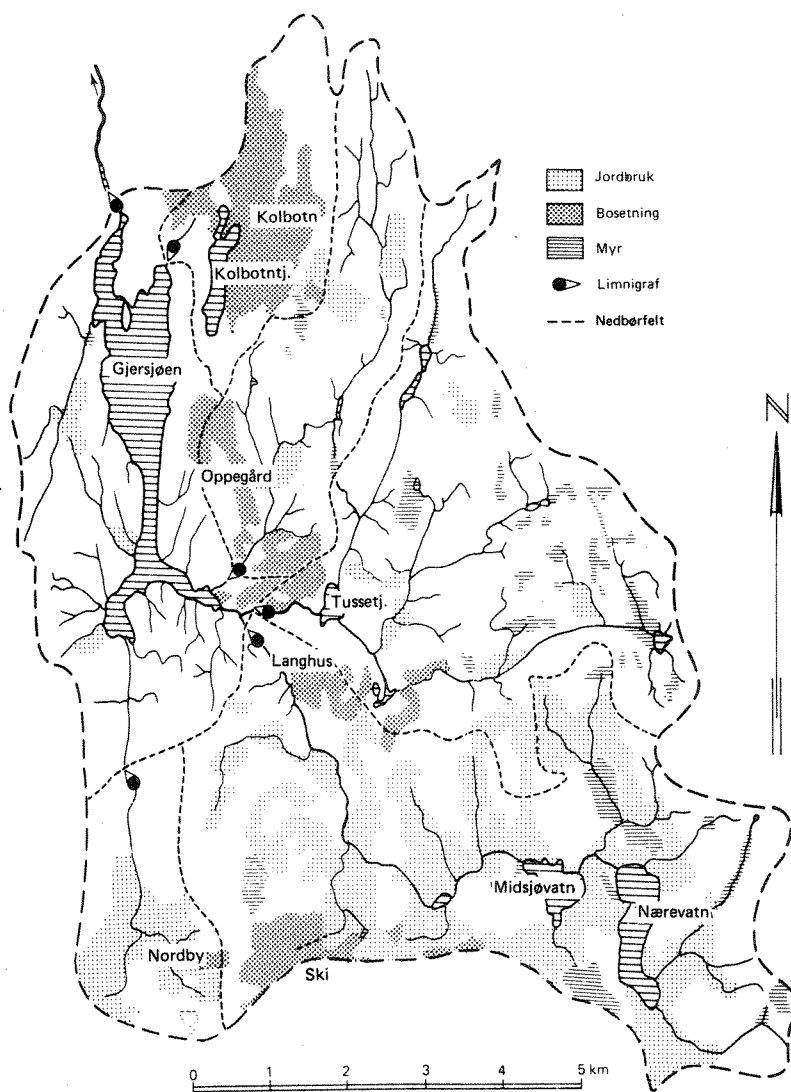 Jordbruk
Bosetning
Myr
Limnigraf
Nedbørfelt
N
Kolbotn
Kolbotntj.
Gjersjøen
Oppegård
Tussetj.
Langhus
Midsjøvatn
Nærevatn
Nordby
Ski
0 1 2 3 4 5 km